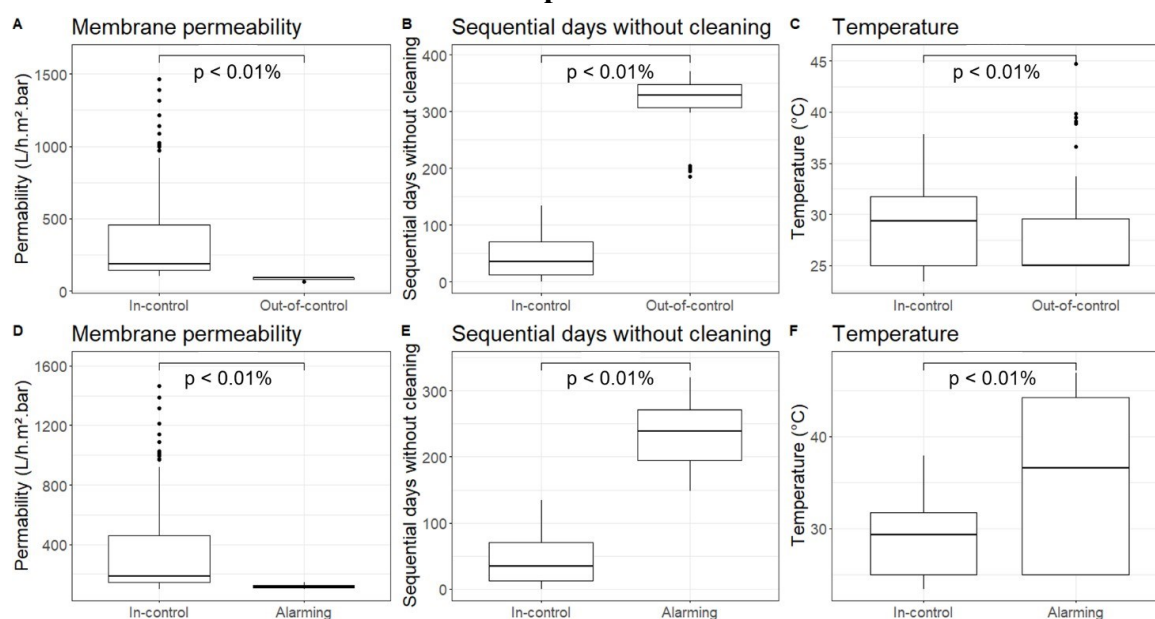 A Membrane permeability
p < 0.01%
Permability (L/h.m².bar)
1500
1000
500
0
In-control Out-of-control
B Sequential days without cleaning
p < 0.01%
Sequential days without cleaning
400
300
200
100
0
In-control Out-of-control
C Temperature
p < 0.01%
Temperature (°C)
45
40
35
30
25
In-control Out-of-control
D Membrane permeability
p < 0.01%
Permability (L/h.m².bar)
1600
1200
800
400
In-control Alarming
E Sequential days without cleaning
p < 0.01%
Sequential days without cleaning
300
200
100
0
In-control Alarming
F Temperature
p < 0.01%
Temperature (°C)
40
30
In-control Alarming